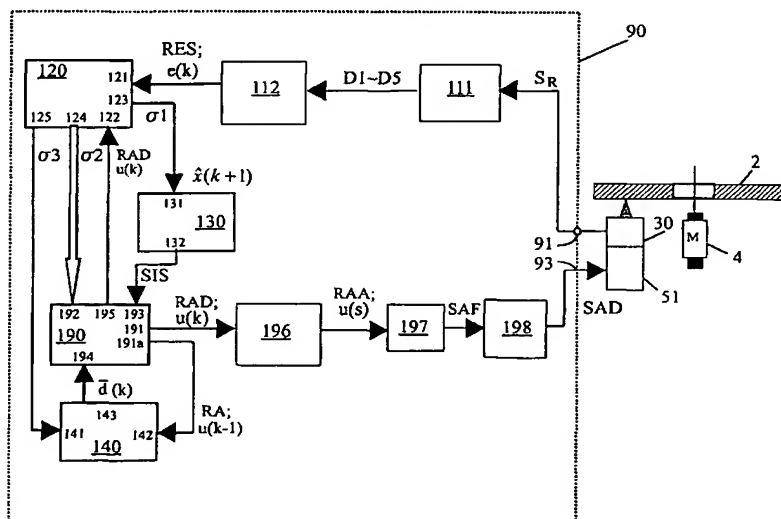 90
RES;
e(k)
D1~D5
S_R
120
121
123
125 124 122
112
111
σ1
σ3
σ2
RAD
u(k)
x̂(k+1)
131
130
132
SIS
2
M
30
4
91
93
51
SAD
192 195 193
191
190
191a
194
RAD;
u(k)
196
RAA;
u(s)
197
SAF
198
d̅(k)
RA;
u(k-1)
143
141
142
140